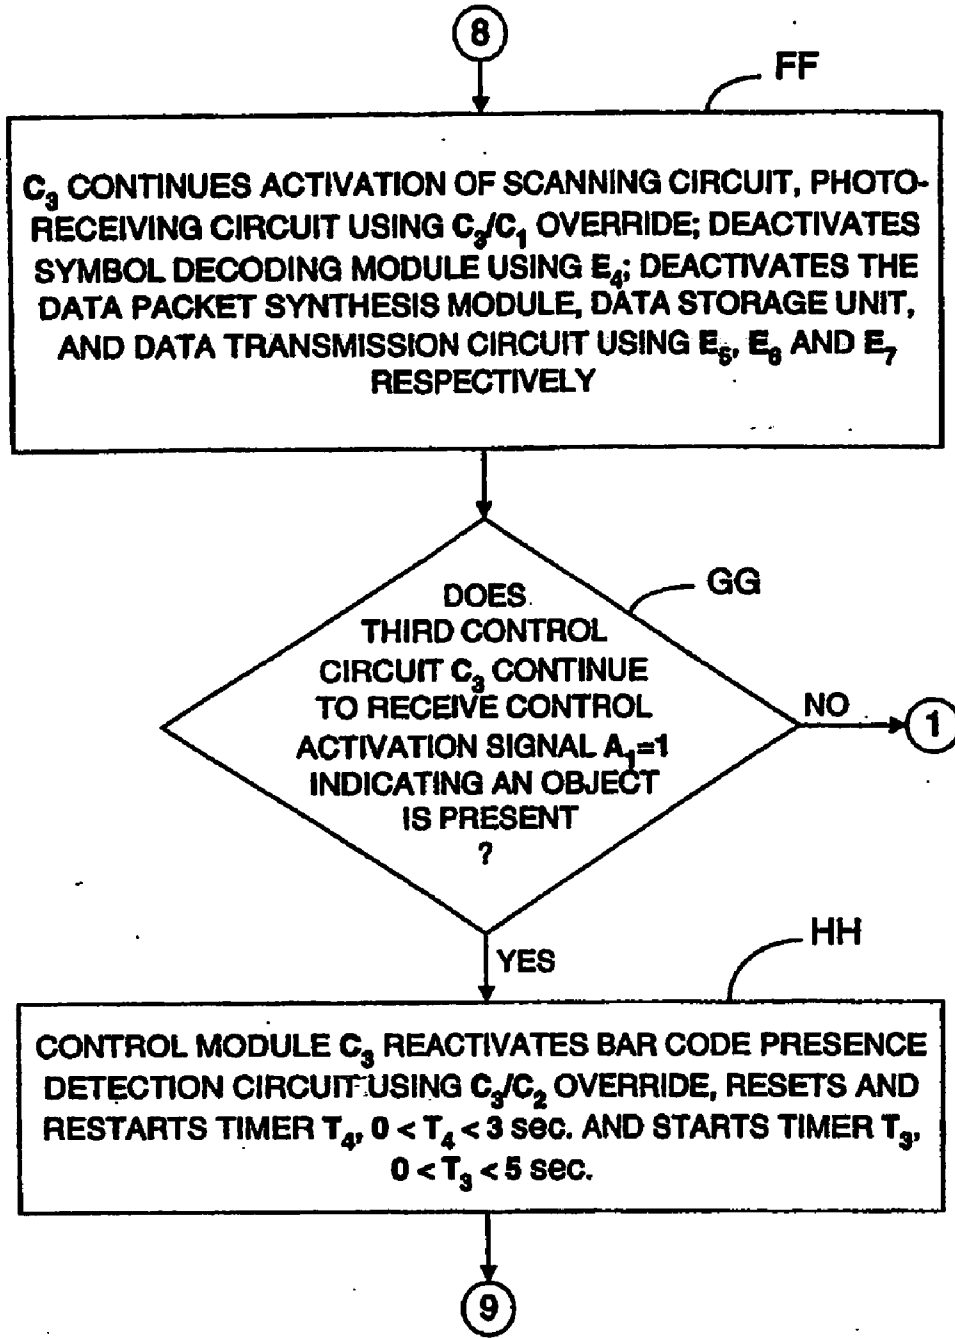 8
FF
C₃ CONTINUES ACTIVATION OF SCANNING CIRCUIT, PHOTO-
RECEIVING CIRCUIT USING C₃/C₁ OVERRIDE; DEACTIVATES
SYMBOL DECODING MODULE USING E₄; DEACTIVATES THE
DATA PACKET SYNTHESIS MODULE, DATA STORAGE UNIT,
AND DATA TRANSMISSION CIRCUIT USING E₅, E₆ AND E₇
RESPECTIVELY
GG
DOES
THIRD CONTROL
CIRCUIT C₃ CONTINUE
TO RECEIVE CONTROL
ACTIVATION SIGNAL A₁=1
INDICATING AN OBJECT
IS PRESENT
?
NO
1
YES
HH
CONTROL MODULE C₃ REACTIVATES BAR CODE PRESENCE
DETECTION CIRCUIT USING C₃/C₂ OVERRIDE, RESETS AND
RESTARTS TIMER T₄, 0 < T₄ < 3 sec. AND STARTS TIMER T₃,
0 < T₃ < 5 sec.
9